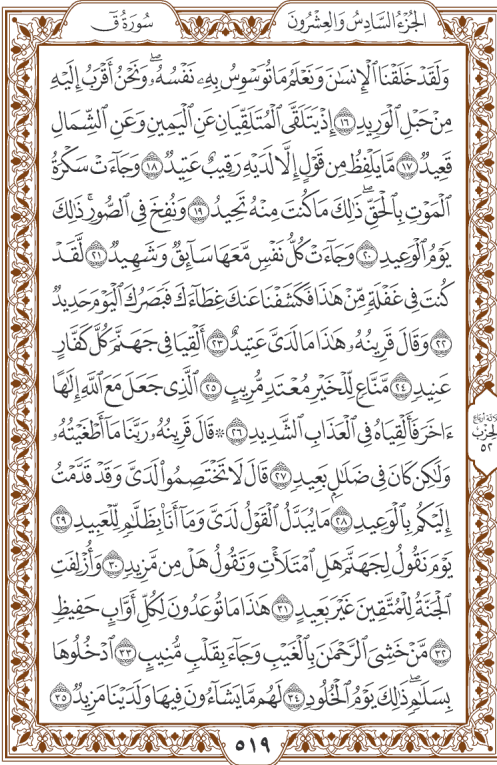 الجُزْءُ السَّادِسُ وَالعِشْرُونَ
سُورَةُ قٓ
وَلَقَدْ خَلَقْنَا ٱلْإِنسَٰنَ وَنَعْلَمُ مَا تُوَسْوِسُ بِهِۦ نَفْسُهُۥۖ وَنَحْنُ أَقْرَبُ إِلَيْهِ
مِنْ حَبْلِ ٱلْوَرِيدِ ١٦ إِذْ يَتَلَقَّى ٱلْمُتَلَقِّيَانِ عَنِ ٱلْيَمِينِ وَعَنِ ٱلشِّمَالِ
قَعِيدٌ ١٧ مَّا يَلْفِظُ مِن قَوْلٍ إِلَّا لَدَيْهِ رَقِيبٌ عَتِيدٌ ١٨ وَجَآءَتْ سَكْرَةُ
ٱلْمَوْتِ بِٱلْحَقِّۖ ذَٰلِكَ مَا كُنتَ مِنْهُ تَحِيدُ ١٩ وَنُفِخَ فِى ٱلصُّورِۚ ذَٰلِكَ
يَوْمُ ٱلْوَعِيدِ ٢٠ وَجَآءَتْ كُلُّ نَفْسٍ مَّعَهَا سَآئِقٌ وَشَهِيدٌ ٢١ لَّقَدْ
كُنتَ فِى غَفْلَةٍ مِّنْ هَٰذَا فَكَشَفْنَا عَنكَ غِطَآءَكَ فَبَصَرُكَ ٱلْيَوْمَ حَدِيدٌ
٢٢ وَقَالَ قَرِينُهُۥ هَٰذَا مَا لَدَىَّ عَتِيدٌ ٢٣ أَلْقِيَا فِى جَهَنَّمَ كُلَّ كَفَّارٍ
عَنِيدٍ ٢٤ مَّنَّاعٍ لِّلْخَيْرِ مُعْتَدٍ مُّرِيبٍ ٢٥ ٱلَّذِى جَعَلَ مَعَ ٱللَّهِ إِلَٰهًا
ءَاخَرَ فَأَلْقِيَاهُ فِى ٱلْعَذَابِ ٱلشَّدِيدِ ٢٦ ۞ قَالَ قَرِينُهُۥ رَبَّنَا مَآ أَطْغَيْتُهُۥ
وَلَٰكِن كَانَ فِى ضَلَٰلٍۭ بَعِيدٍ ٢٧ قَالَ لَا تَخْتَصِمُوا۟ لَدَىَّ وَقَدْ قَدَّمْتُ
إِلَيْكُم بِٱلْوَعِيدِ ٢٨ مَا يُبَدَّلُ ٱلْقَوْلُ لَدَىَّ وَمَآ أَنَا۠ بِظَلَّٰمٍ لِّلْعَبِيدِ ٢٩
يَوْمَ نَقُولُ لِجَهَنَّمَ هَلِ ٱمْتَلَأْتِ وَتَقُولُ هَلْ مِن مَّزِيدٍ ٣٠ وَأُزْلِفَتِ
ٱلْجَنَّةُ لِلْمُتَّقِينَ غَيْرَ بَعِيدٍ ٣١ هَٰذَا مَا تُوعَدُونَ لِكُلِّ أَوَّابٍ حَفِيظٍ
٣٢ مَّنْ خَشِىَ ٱلرَّحْمَٰنَ بِٱلْغَيْبِ وَجَآءَ بِقَلْبٍ مُّنِيبٍ ٣٣ ٱدْخُلُوهَا
بِسَلَٰمٍۖ ذَٰلِكَ يَوْمُ ٱلْخُلُودِ ٣٤ لَهُم مَّا يَشَآءُونَ فِيهَا وَلَدَيْنَا مَزِيدٌ ٣٥
ثلاثة أرباع
الحزب
٥٢
٥١٩